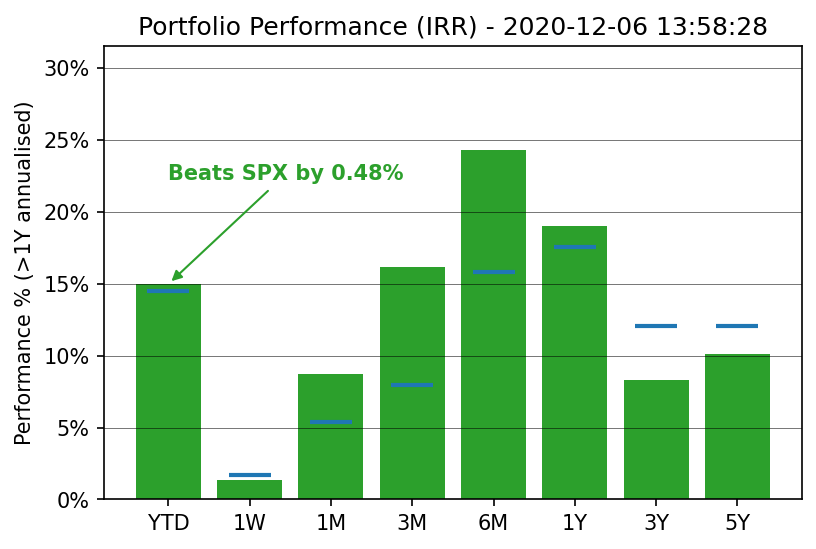 Portfolio Performance (IRR) - 2020-12-06 13:58:28
Performance % (>1Y annualised)
30%
25%
20%
15%
10%
5%
0%
Beats SPX by 0.48%
YTD 1W 1M 3M 6M 1Y 3Y 5Y